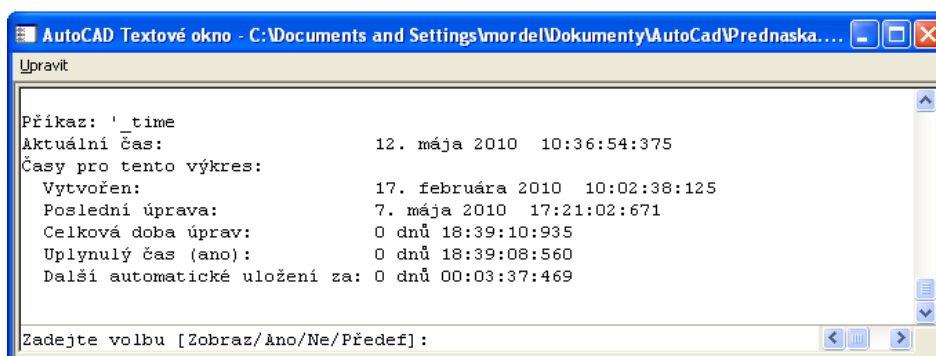 AutoCAD Textové okno - C:\Documents and Settings\mordel\Dokumenty\AutoCad\Prednaska....
Upravit
Příkaz: '_time
Aktuální čas: 12. mája 2010 10:36:54:375
Časy pro tento výkres:
Vytvořen: 17. februára 2010 10:02:38:125
Poslední úprava: 7. mája 2010 17:21:02:671
Celková doba úprav: 0 dnů 18:39:10:935
Uplynulý čas (ano): 0 dnů 18:39:08:560
Další automatické uložení za: 0 dnů 00:03:37:469
Zadejte volbu [Zobraz/Ano/Ne/Předef]: